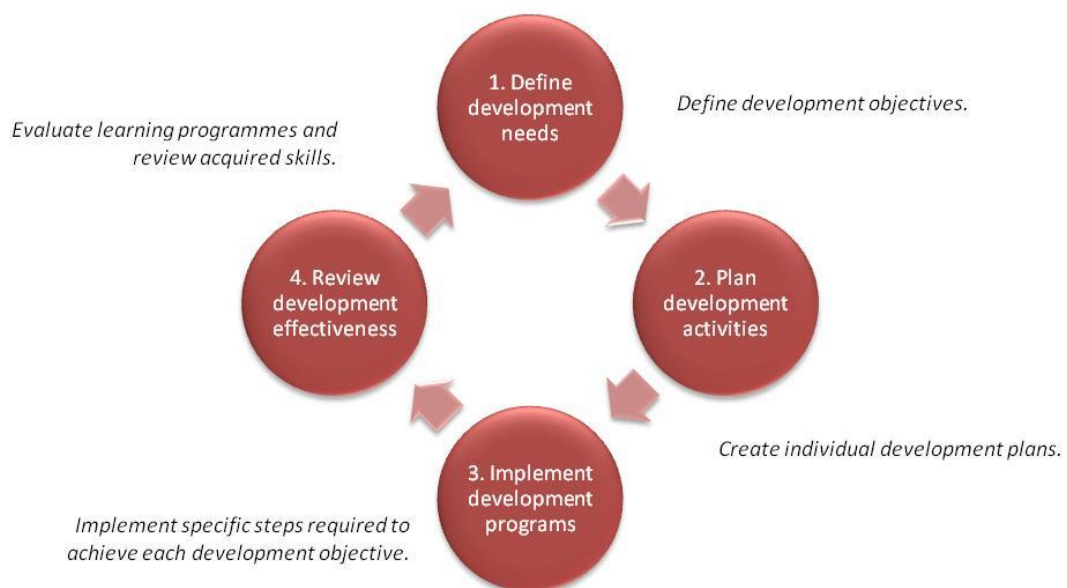 1. Define
development
needs
Define development objectives.
2. Plan
development
activities
Create individual development plans.
3. Implement
development
programs
Implement specific steps required to
achieve each development objective.
4. Review
development
effectiveness
Evaluate learning programmes and
review acquired skills.